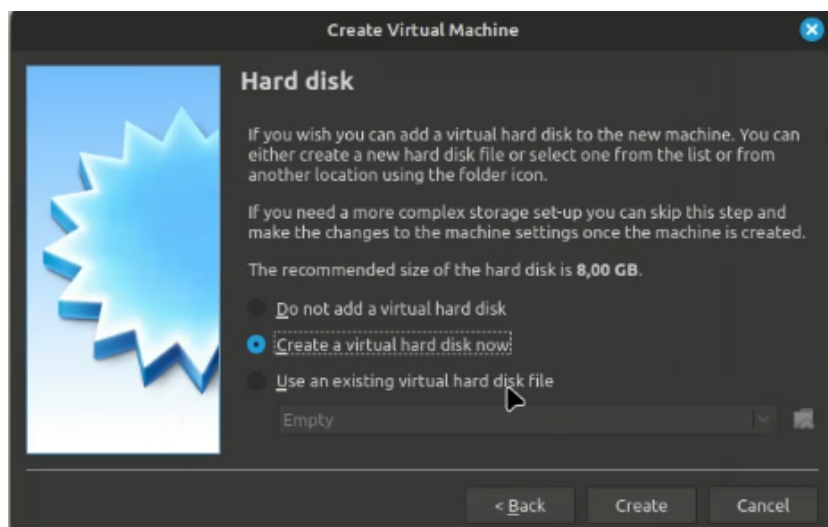 Create Virtual Machine
Hard disk
If you wish you can add a virtual hard disk to the new machine. You can
either create a new hard disk file or select one from the list or from
another location using the folder icon.
If you need a more complex storage set-up you can skip this step and
make the changes to the machine settings once the machine is created.
The recommended size of the hard disk is 8,00 GB.
Do not add a virtual hard disk
Create a virtual hard disk now
Use an existing virtual hard disk file
Empty
< Back Create Cancel